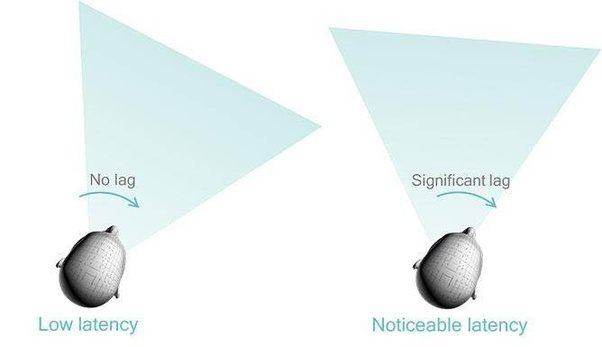 No lag
Significant lag
Low latency
Noticeable latency